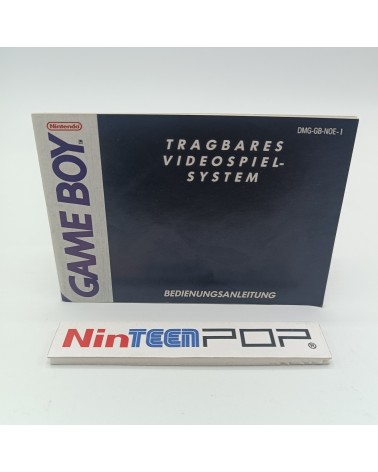 Nintendo
GAME BOY
DMG-GB-NOE-1
TRAGBARES
VIDEOSPIEL-
SYSTEM
BEDIENUNGSANLEITUNG
NinTEENPOP®